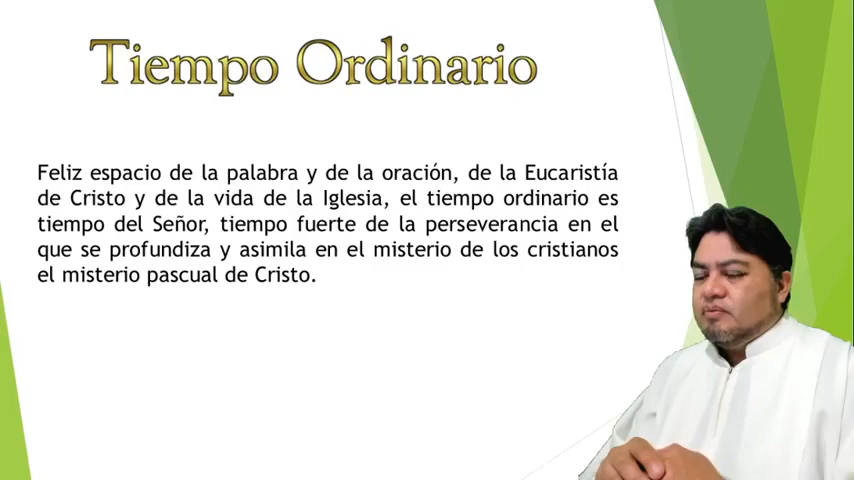 Tiempo Ordinario
Feliz espacio de la palabra y de la oración, de la Eucaristía
de Cristo y de la vida de la Iglesia, el tiempo ordinario es
tiempo del Señor, tiempo fuerte de la perseverancia en el
que se profundiza y asimila en el misterio de los cristianos
el misterio pascual de Cristo.